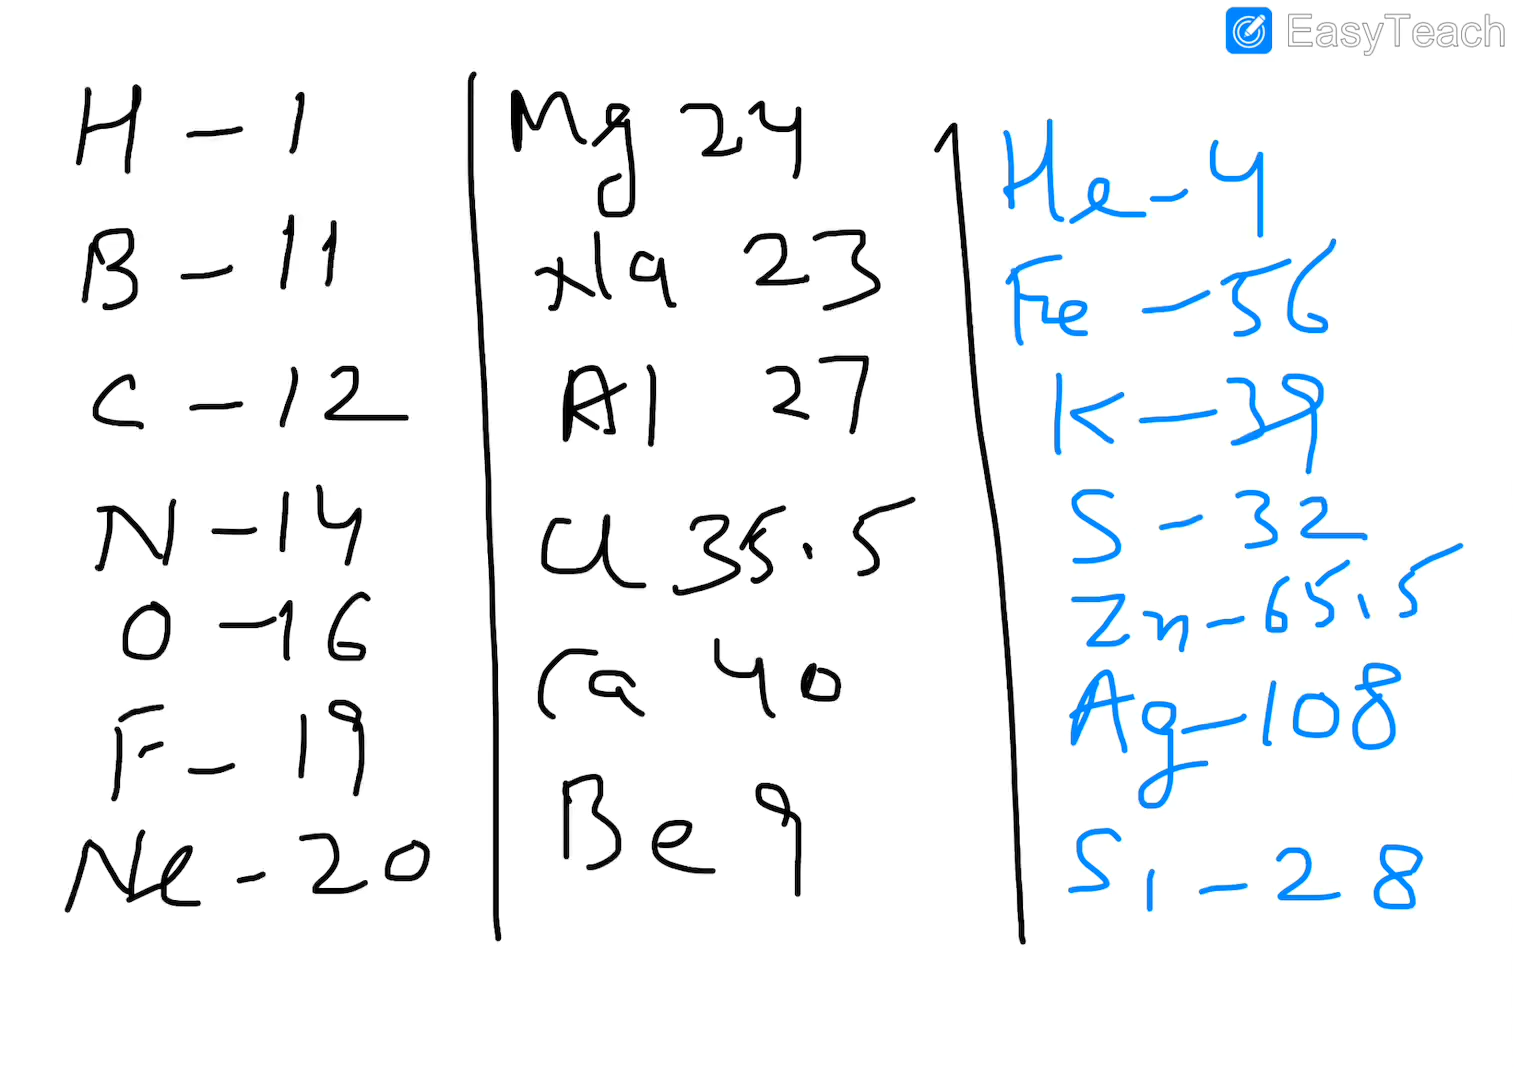 EasyTeach
H - 1
B - 11
C - 12
N - 14
O - 16
F - 19
Ne - 20
Mg 24
Na 23
Al 27
Cl 35.5
Ca 40
Be 9
He - 4
Fe - 56
K - 39
S - 32
Zn - 65.5
Ag - 108
Si - 28